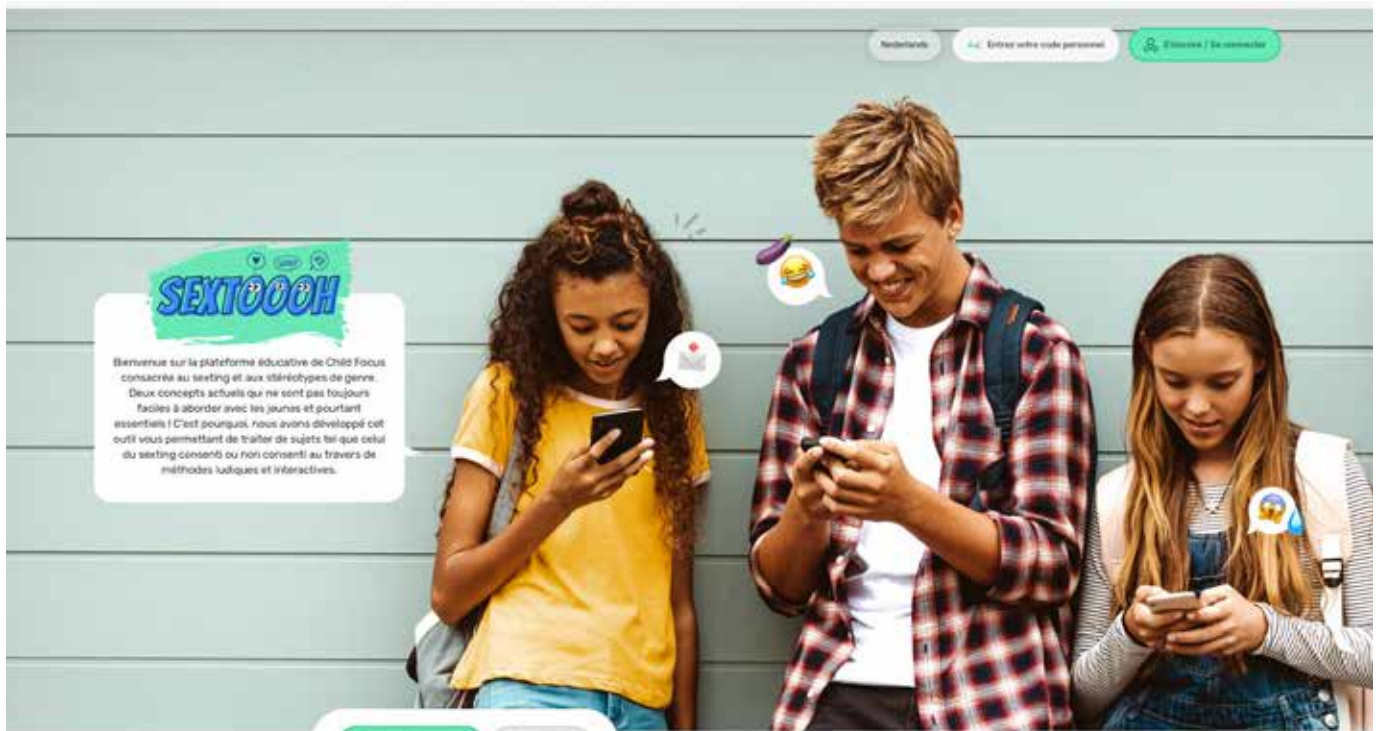 Nederlands
Entrez votre code personnel
S'inscrire / Se connecter
SEXTOOOH
Bienvenue sur la plateforme éducative de Child Focus
consacrée au sexting et aux stéréotypes de genre.
Deux concepts actuels qui ne sont pas toujours
faciles à aborder avec les jeunes et pourtant
essentiels ! C'est pourquoi, nous avons développé cet
outil vous permettant de traiter de sujets tel que celui
du sexting consenti ou non consenti au travers de
méthodes ludiques et interactives.